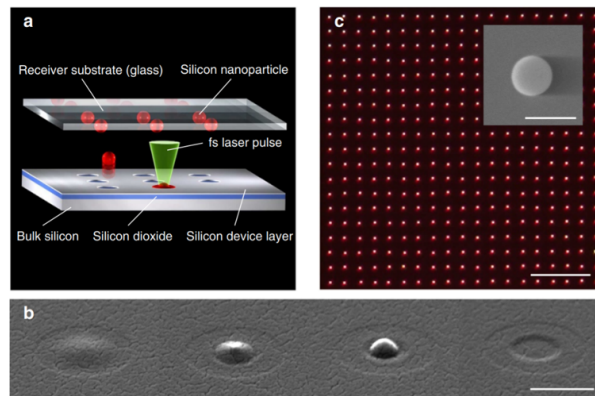 a
Receiver substrate (glass)
Silicon nanoparticle
fs laser pulse
Bulk silicon
Silicon dioxide
Silicon device layer
c
b